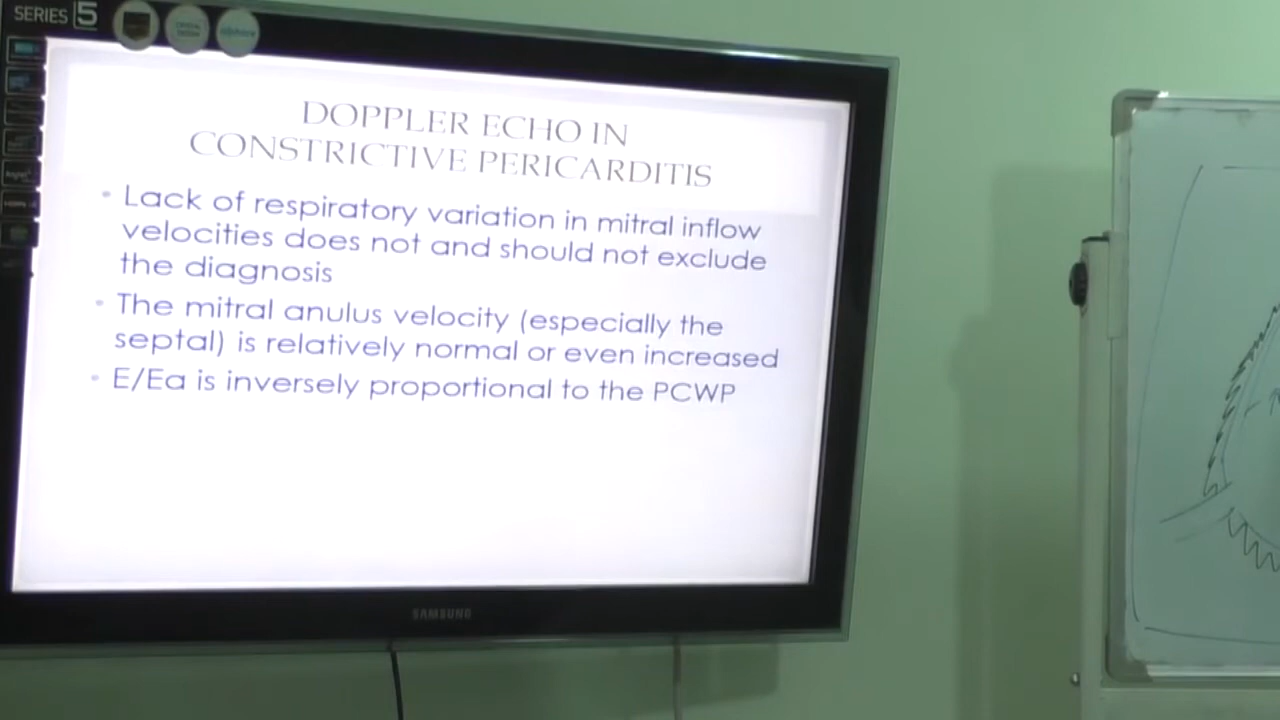 SERIES 5
DOPPLER ECHO IN
CONSTRICTIVE PERICARDITIS
• Lack of respiratory variation in mitral inflow
velocities does not and should not exclude
the diagnosis
• The mitral anulus velocity (especially the
septal) is relatively normal or even increased
• E/Ea is inversely proportional to the PCWP
SAMSUNG